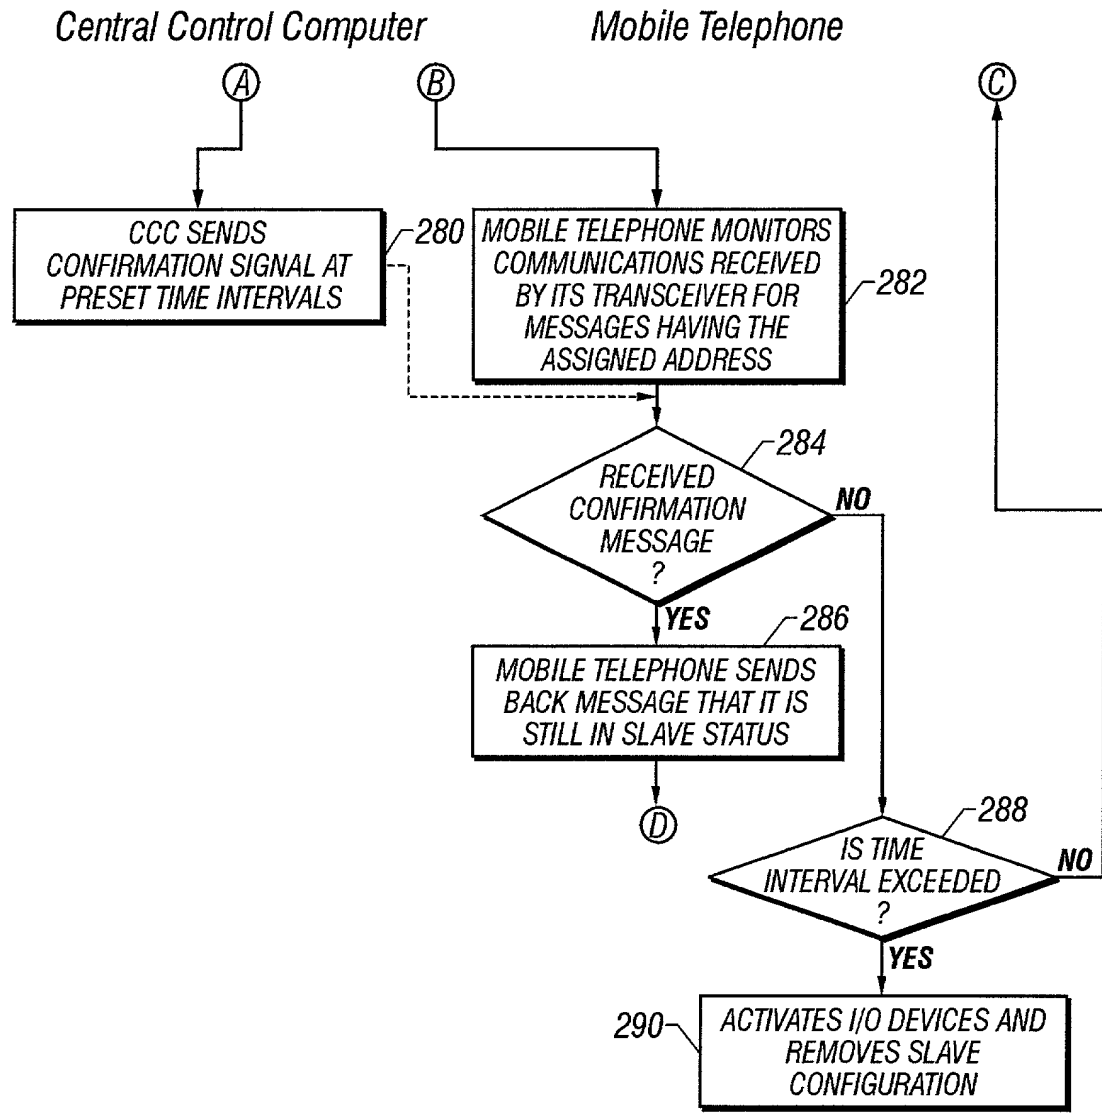 Central Control Computer
Mobile Telephone
A
B
C
CCC SENDS
CONFIRMATION SIGNAL AT
PRESET TIME INTERVALS
280
MOBILE TELEPHONE MONITORS
COMMUNICATIONS RECEIVED
BY ITS TRANSCEIVER FOR
MESSAGES HAVING THE
ASSIGNED ADDRESS
282
284
RECEIVED
CONFIRMATION
MESSAGE
?
NO
YES
286
MOBILE TELEPHONE SENDS
BACK MESSAGE THAT IT IS
STILL IN SLAVE STATUS
D
288
IS TIME
INTERVAL EXCEEDED
?
NO
YES
290
ACTIVATES I/O DEVICES AND
REMOVES SLAVE
CONFIGURATION